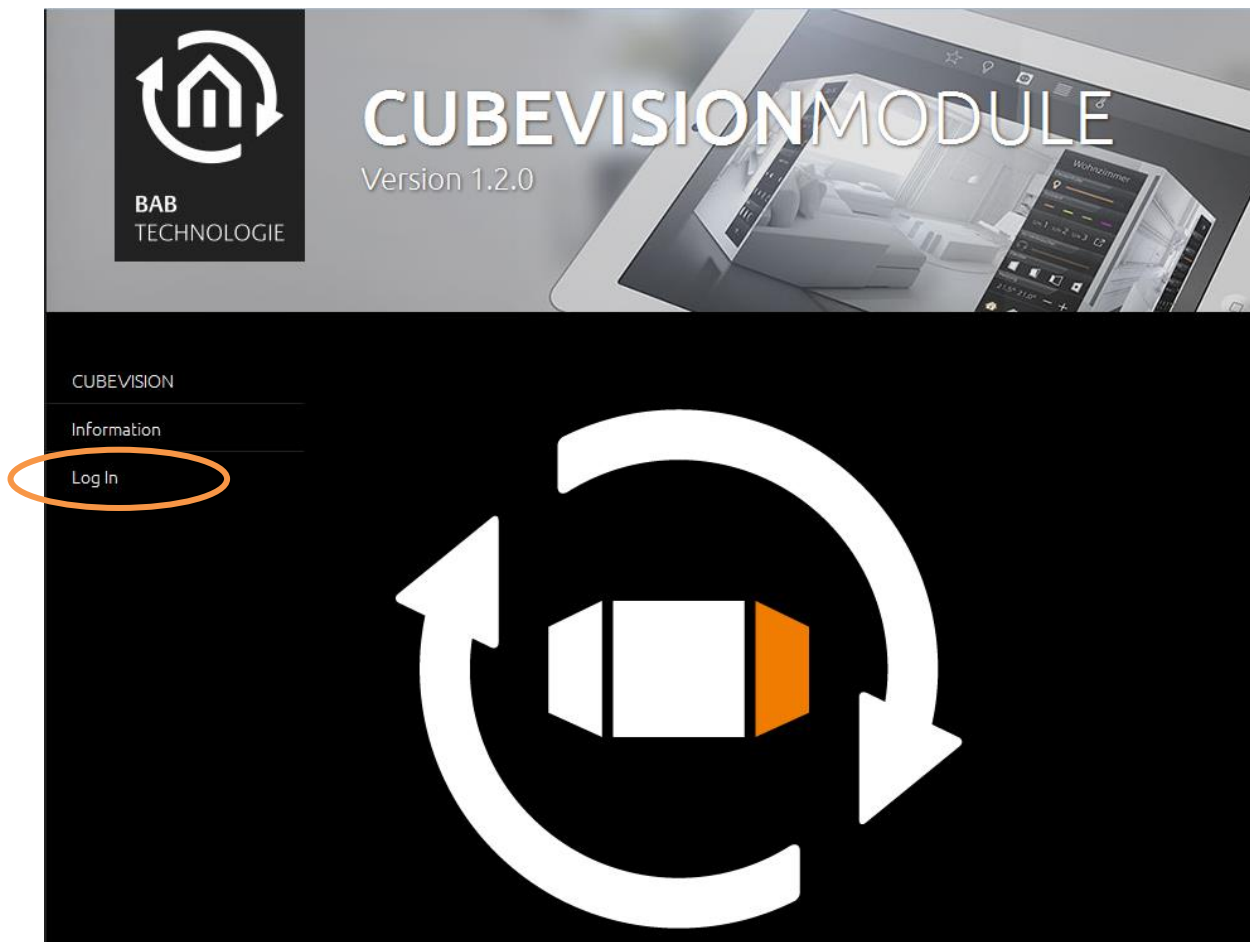 BAB
TECHNOLOGIE
CUBEVISIONMODULE
Version 1.2.0
Wohnzimmer
CUBEVISION
Information
Log In